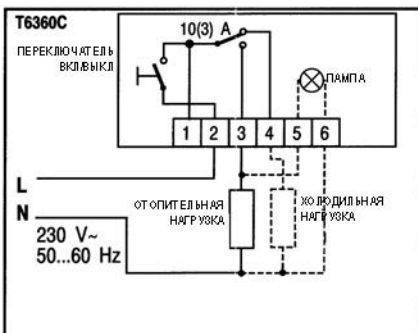 T6360C
10(3) A
ПЕРЕКЛЮЧАТЕЛЬ
ВКЛ/ВЫКЛ
ПАМПА
1 2 3 4 5 6
L
N
ОТОПИТЕЛЬНАЯ
НАГРУЗКА
ХОЛОДИЛЬНАЯ
НАГРУЗКА
230 V~
50...60 Hz